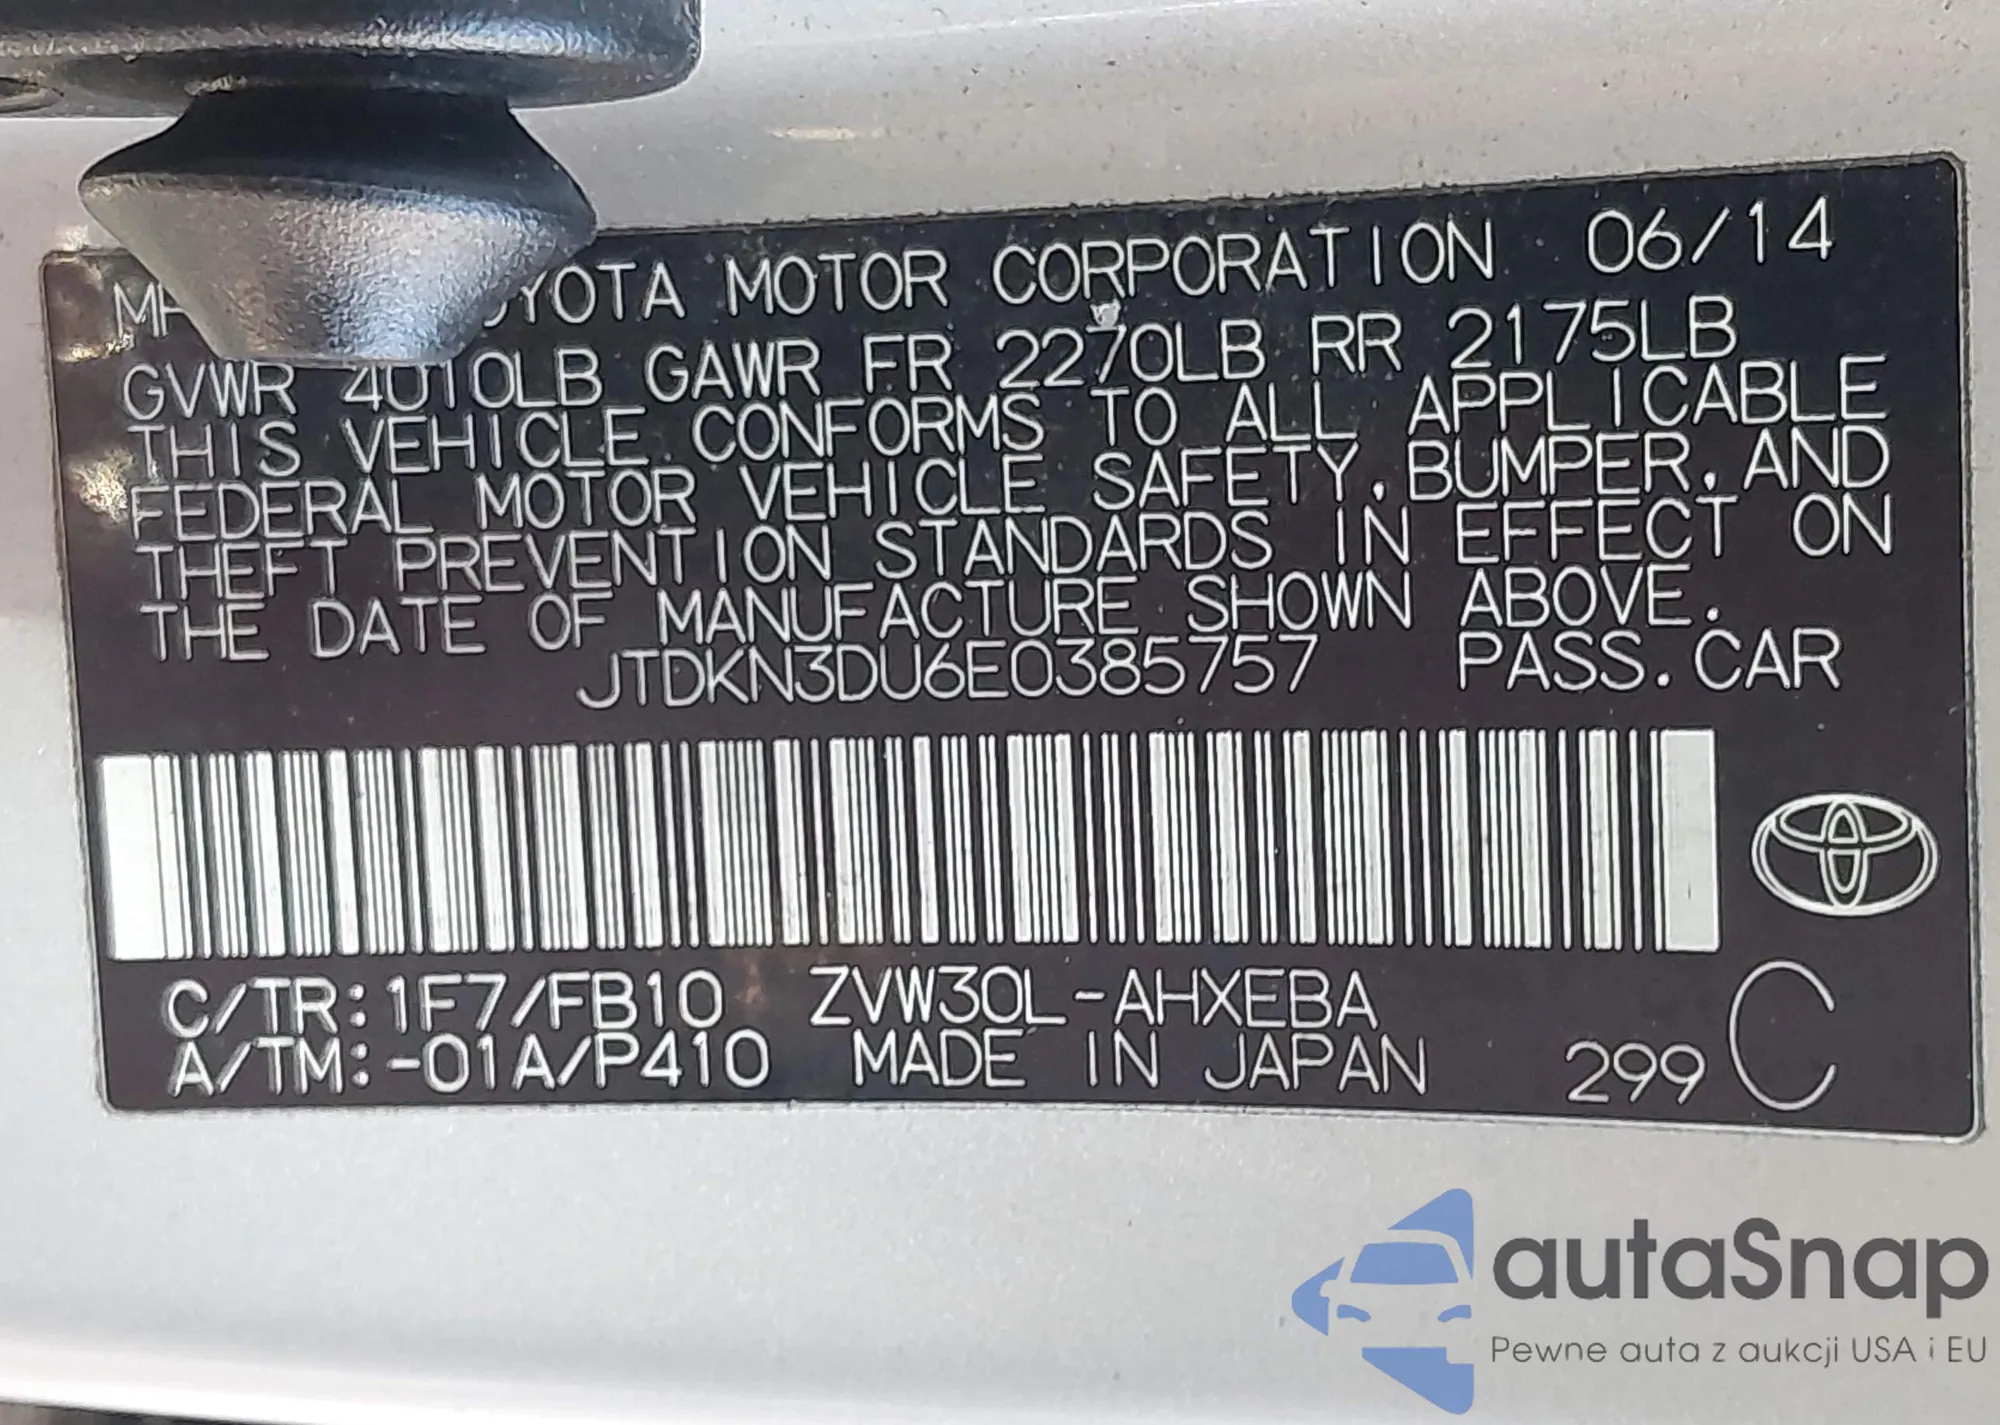 TOYOTA MOTOR CORPORATION 06/14
GVWR 4010LB GAWR FR 2270LB RR 2175LB
THIS VEHICLE CONFORMS TO ALL APPLICABLE
FEDERAL MOTOR VEHICLE SAFETY, BUMPER, AND
THEFT PREVENTION STANDARDS IN EFFECT ON
THE DATE OF MANUFACTURE SHOWN ABOVE.
JTDKN3DU6E0385757 PASS.CAR
C/TR:1F7/FB10 ZVW30L-AHXEBA
A/TM:-01A/P410 MADE IN JAPAN 299 C
autaSnap
Pewne auta z aukcji USA i EU